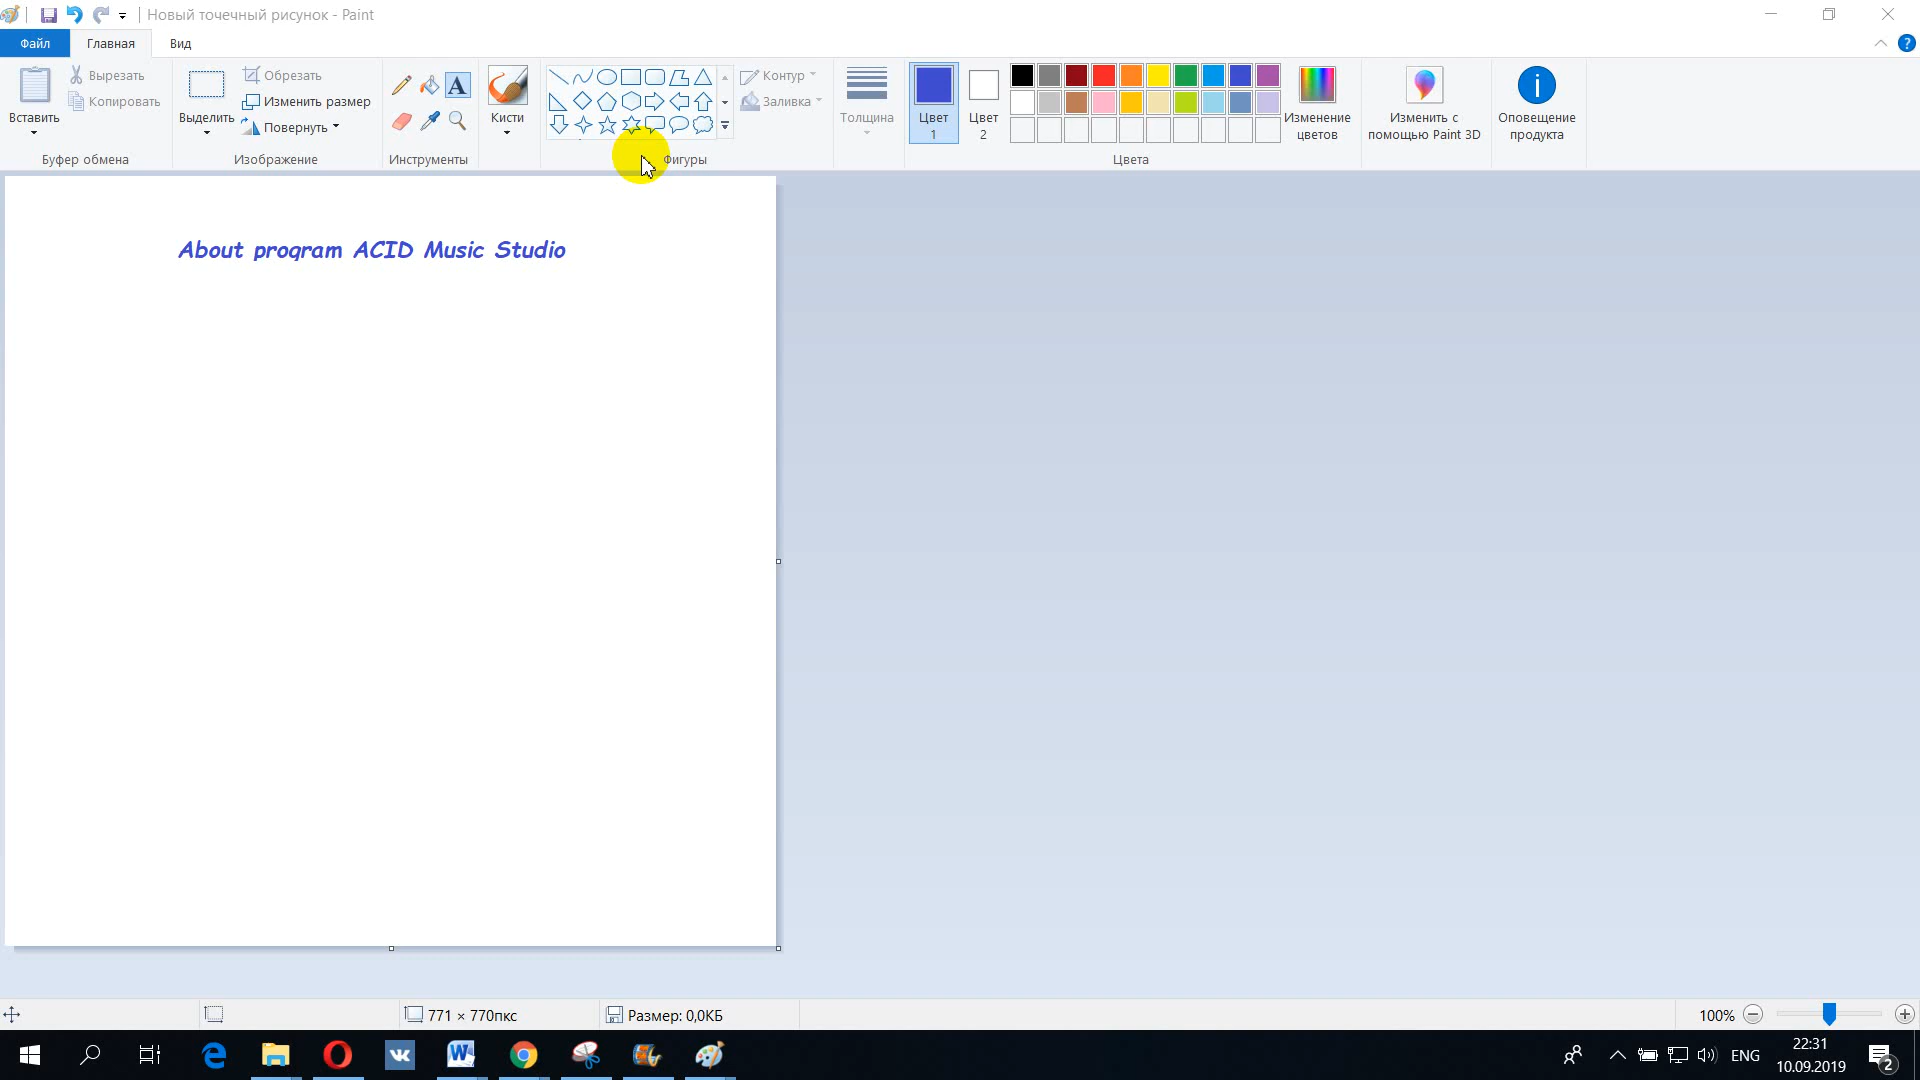 Новый точечный рисунок - Paint
Файл Главная Вид
Вставить
Вырезать
Копировать
Буфер обмена
Выделить
Обрезать
Изменить размер
Повернуть
Изображение
A
Инструменты
Кисти
Контур
Заливка
Фигуры
Толщина
Цвет 1
Цвет 2
Изменение цветов
Цвета
Изменить с помощью Paint 3D
Оповещение продукта
About program ACID Music Studio
771 × 770пкс
Размер: 0,0КБ
100%
ENG
22:31
10.09.2019
2